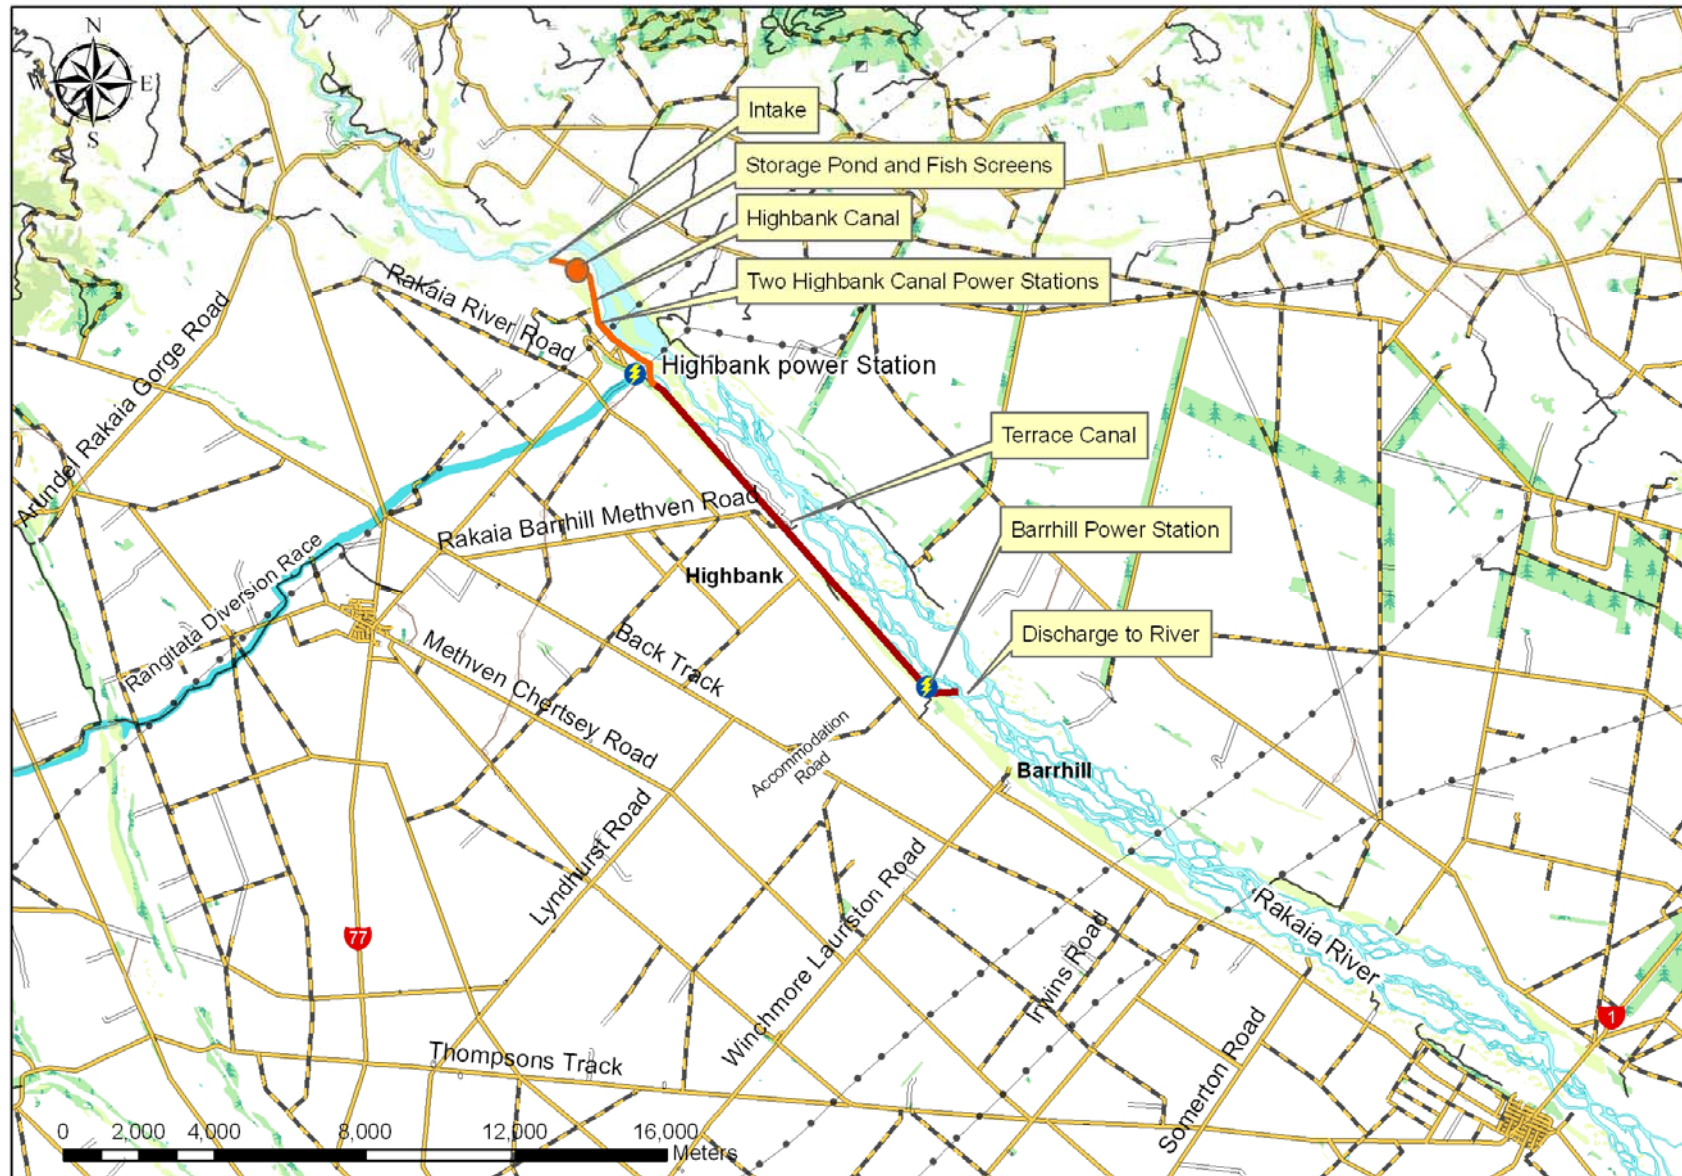 N
W
E
S
Intake
Storage Pond and Fish Screens
Highbank Canal
Two Highbank Canal Power Stations
Rakaia River Road
Arundel Rakaia Gorge Road
Highbank power Station
Terrace Canal
Rakaia Barrhill Methven Road
Barrhill Power Station
Rangitata Diversion Race
Highbank
Back Track
Discharge to River
Methven Chertsey Road
Accommodation
Road
Barrhill
Lyndhurst Road
Winchmore Lauriston Road
Rakaia River
77
Irwins Road
1
Thompsons Track
Somerton Road
0 2,000 4,000 8,000 12,000 16,000
Meters